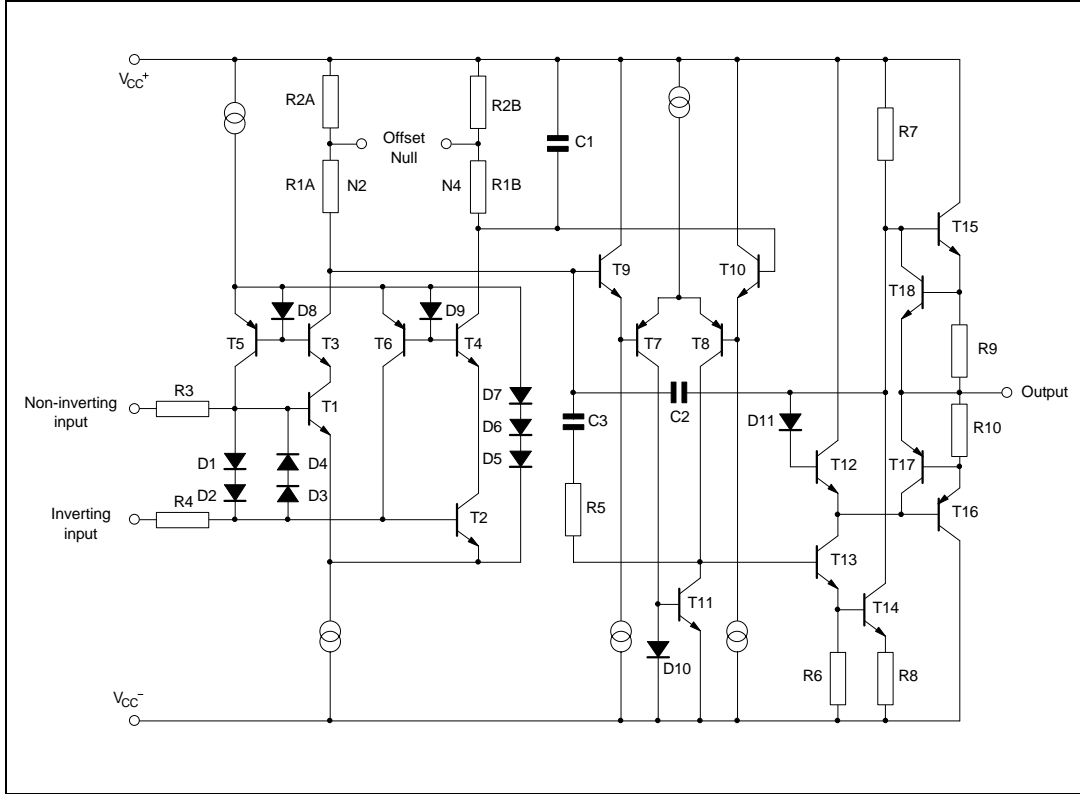 VCC+
R2A
R2B
Offset
Null
C1
R7
R1A
N2
N4
R1B
T15
T9
T10
T18
D8
D9
T5
T3
T6
T4
T7
T8
R9
R3
D7
Non-inverting
input
T1
Output
D6
C3
C2
D11
R10
D1
D4
D5
T12
T17
D2
D3
R4
R5
T16
Inverting
input
T2
T13
T11
T14
D10
R6
R8
VCC−